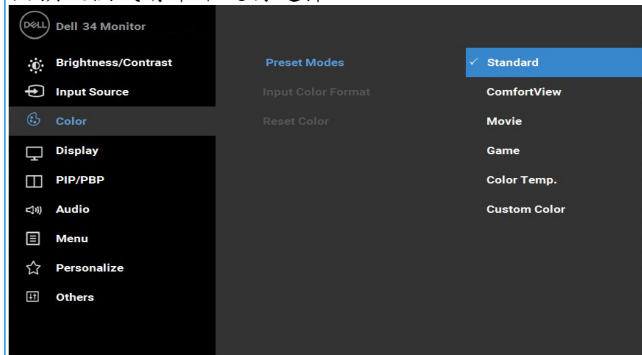 DELL Dell 34 Monitor
Brightness/Contrast Preset Modes ✓ Standard
Input Source Input Color Format ComfortView
Color Reset Color Movie
Display Game
PIP/PBP Color Temp.
Audio Custom Color
Menu
Personalize
Others